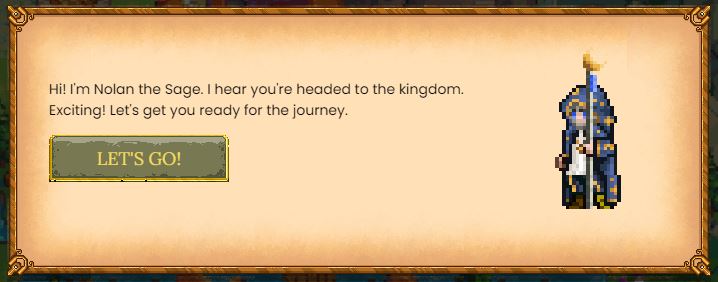 Hi! I'm Nolan the Sage. I hear you're headed to the kingdom.
Exciting! Let's get you ready for the journey.
LET'S GO!